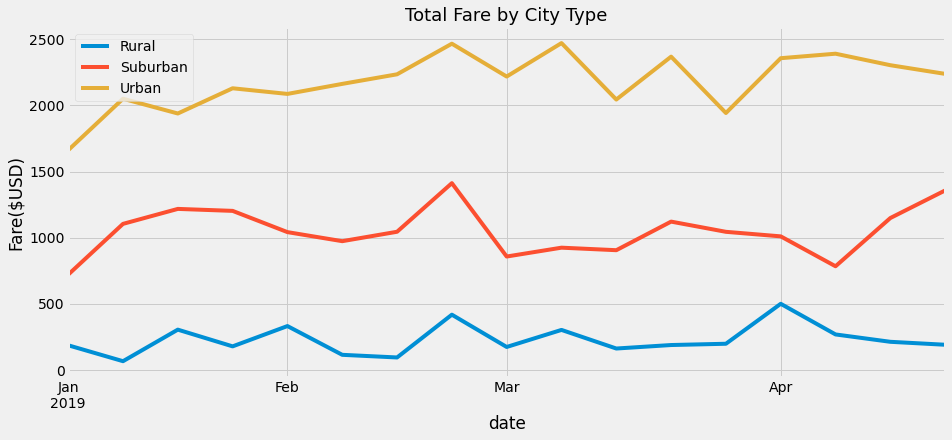 Total Fare by City Type
Rural
Suburban
Urban
Fare($USD)
2500
2000
1500
1000
500
0
Jan
2019
Feb
Mar
Apr
date